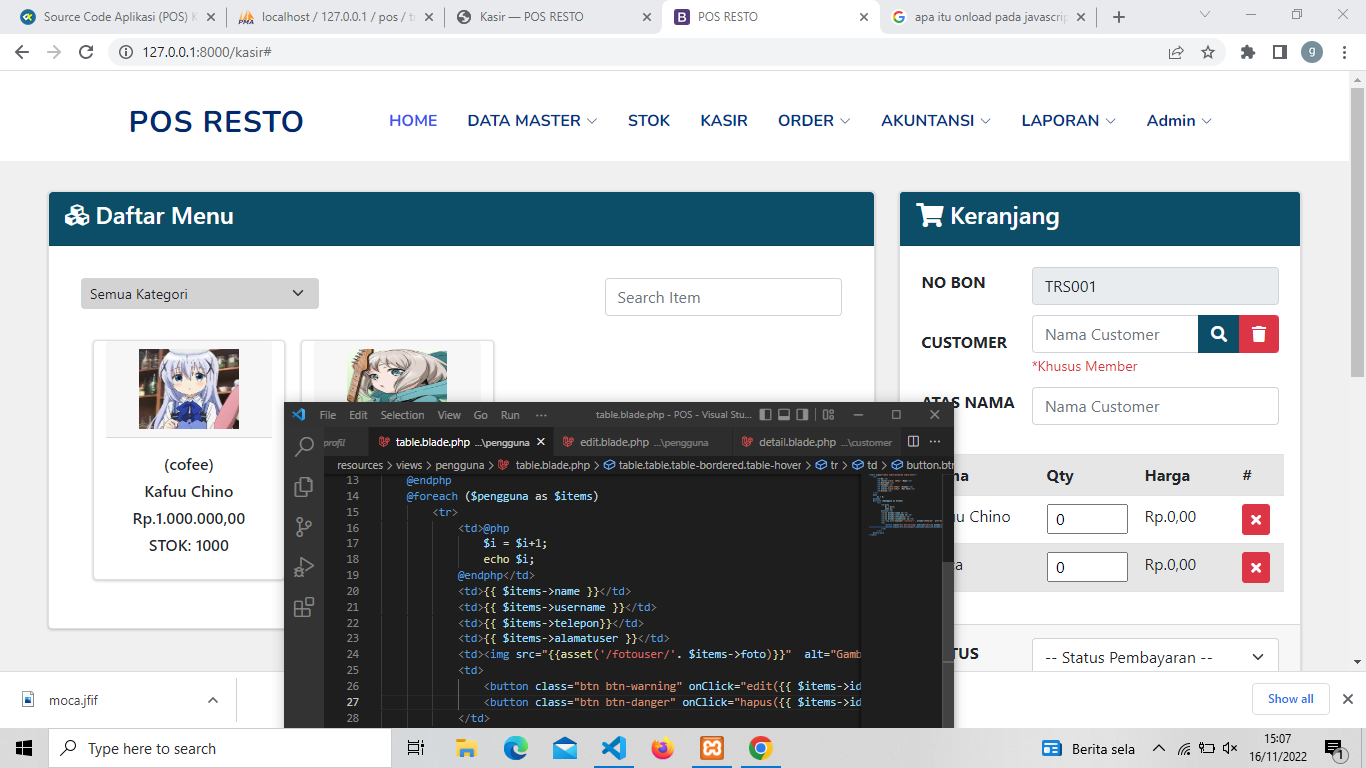 Source Code Aplikasi (POS) K
localhost / 127.0.0.1 / pos / t
Kasir — POS RESTO
POS RESTO
apa itu onload pada javascrip
127.0.0.1:8000/kasir#
g
POS RESTO
HOME
DATA MASTER
STOK
KASIR
ORDER
AKUNTANSI
LAPORAN
Admin
Daftar Menu
Semua Kategori
Search Item
(cofee)
Kafuu Chino
Rp.1.000.000,00
STOK: 1000
Keranjang
NO BON
TRS001
CUSTOMER
Nama Customer
*Khusus Member
ATAS NAMA
Nama Customer
Qty
Harga
#
Chino
0
Rp.0,00
0
Rp.0,00
TUS
-- Status Pembayaran --
File Edit Selection View Go Run ···
table.blade.php - POS - Visual Stu...
profil
table.blade.php ...\pengguna
edit.blade.php ...\pengguna
detail.blade.php ...\customer
resources > views > pengguna > table.blade.php > table.table.table-bordered.table-hover > tr > td > button.btn
13 @endphp
14 @foreach ($pengguna as $items)
15 <tr>
16 <td>@php
17 $i = $i+1;
18 echo $i;
19 @endphp</td>
20 <td>{{ $items->name }}</td>
21 <td>{{ $items->username }}</td>
22 <td>{{ $items->telepon}}</td>
23 <td>{{ $items->alamatuser }}</td>
24 <td><img src="{{asset('/fotouser/'. $items->foto)}}" alt="Gamb
25 <td>
26 <button class="btn btn-warning" onClick="edit({{ $items->id
27 <button class="btn btn-danger" onClick="hapus({{ $items->id
28 </td>
moca.jfif
Show all
Type here to search
Berita sela
15:07
16/11/2022
1